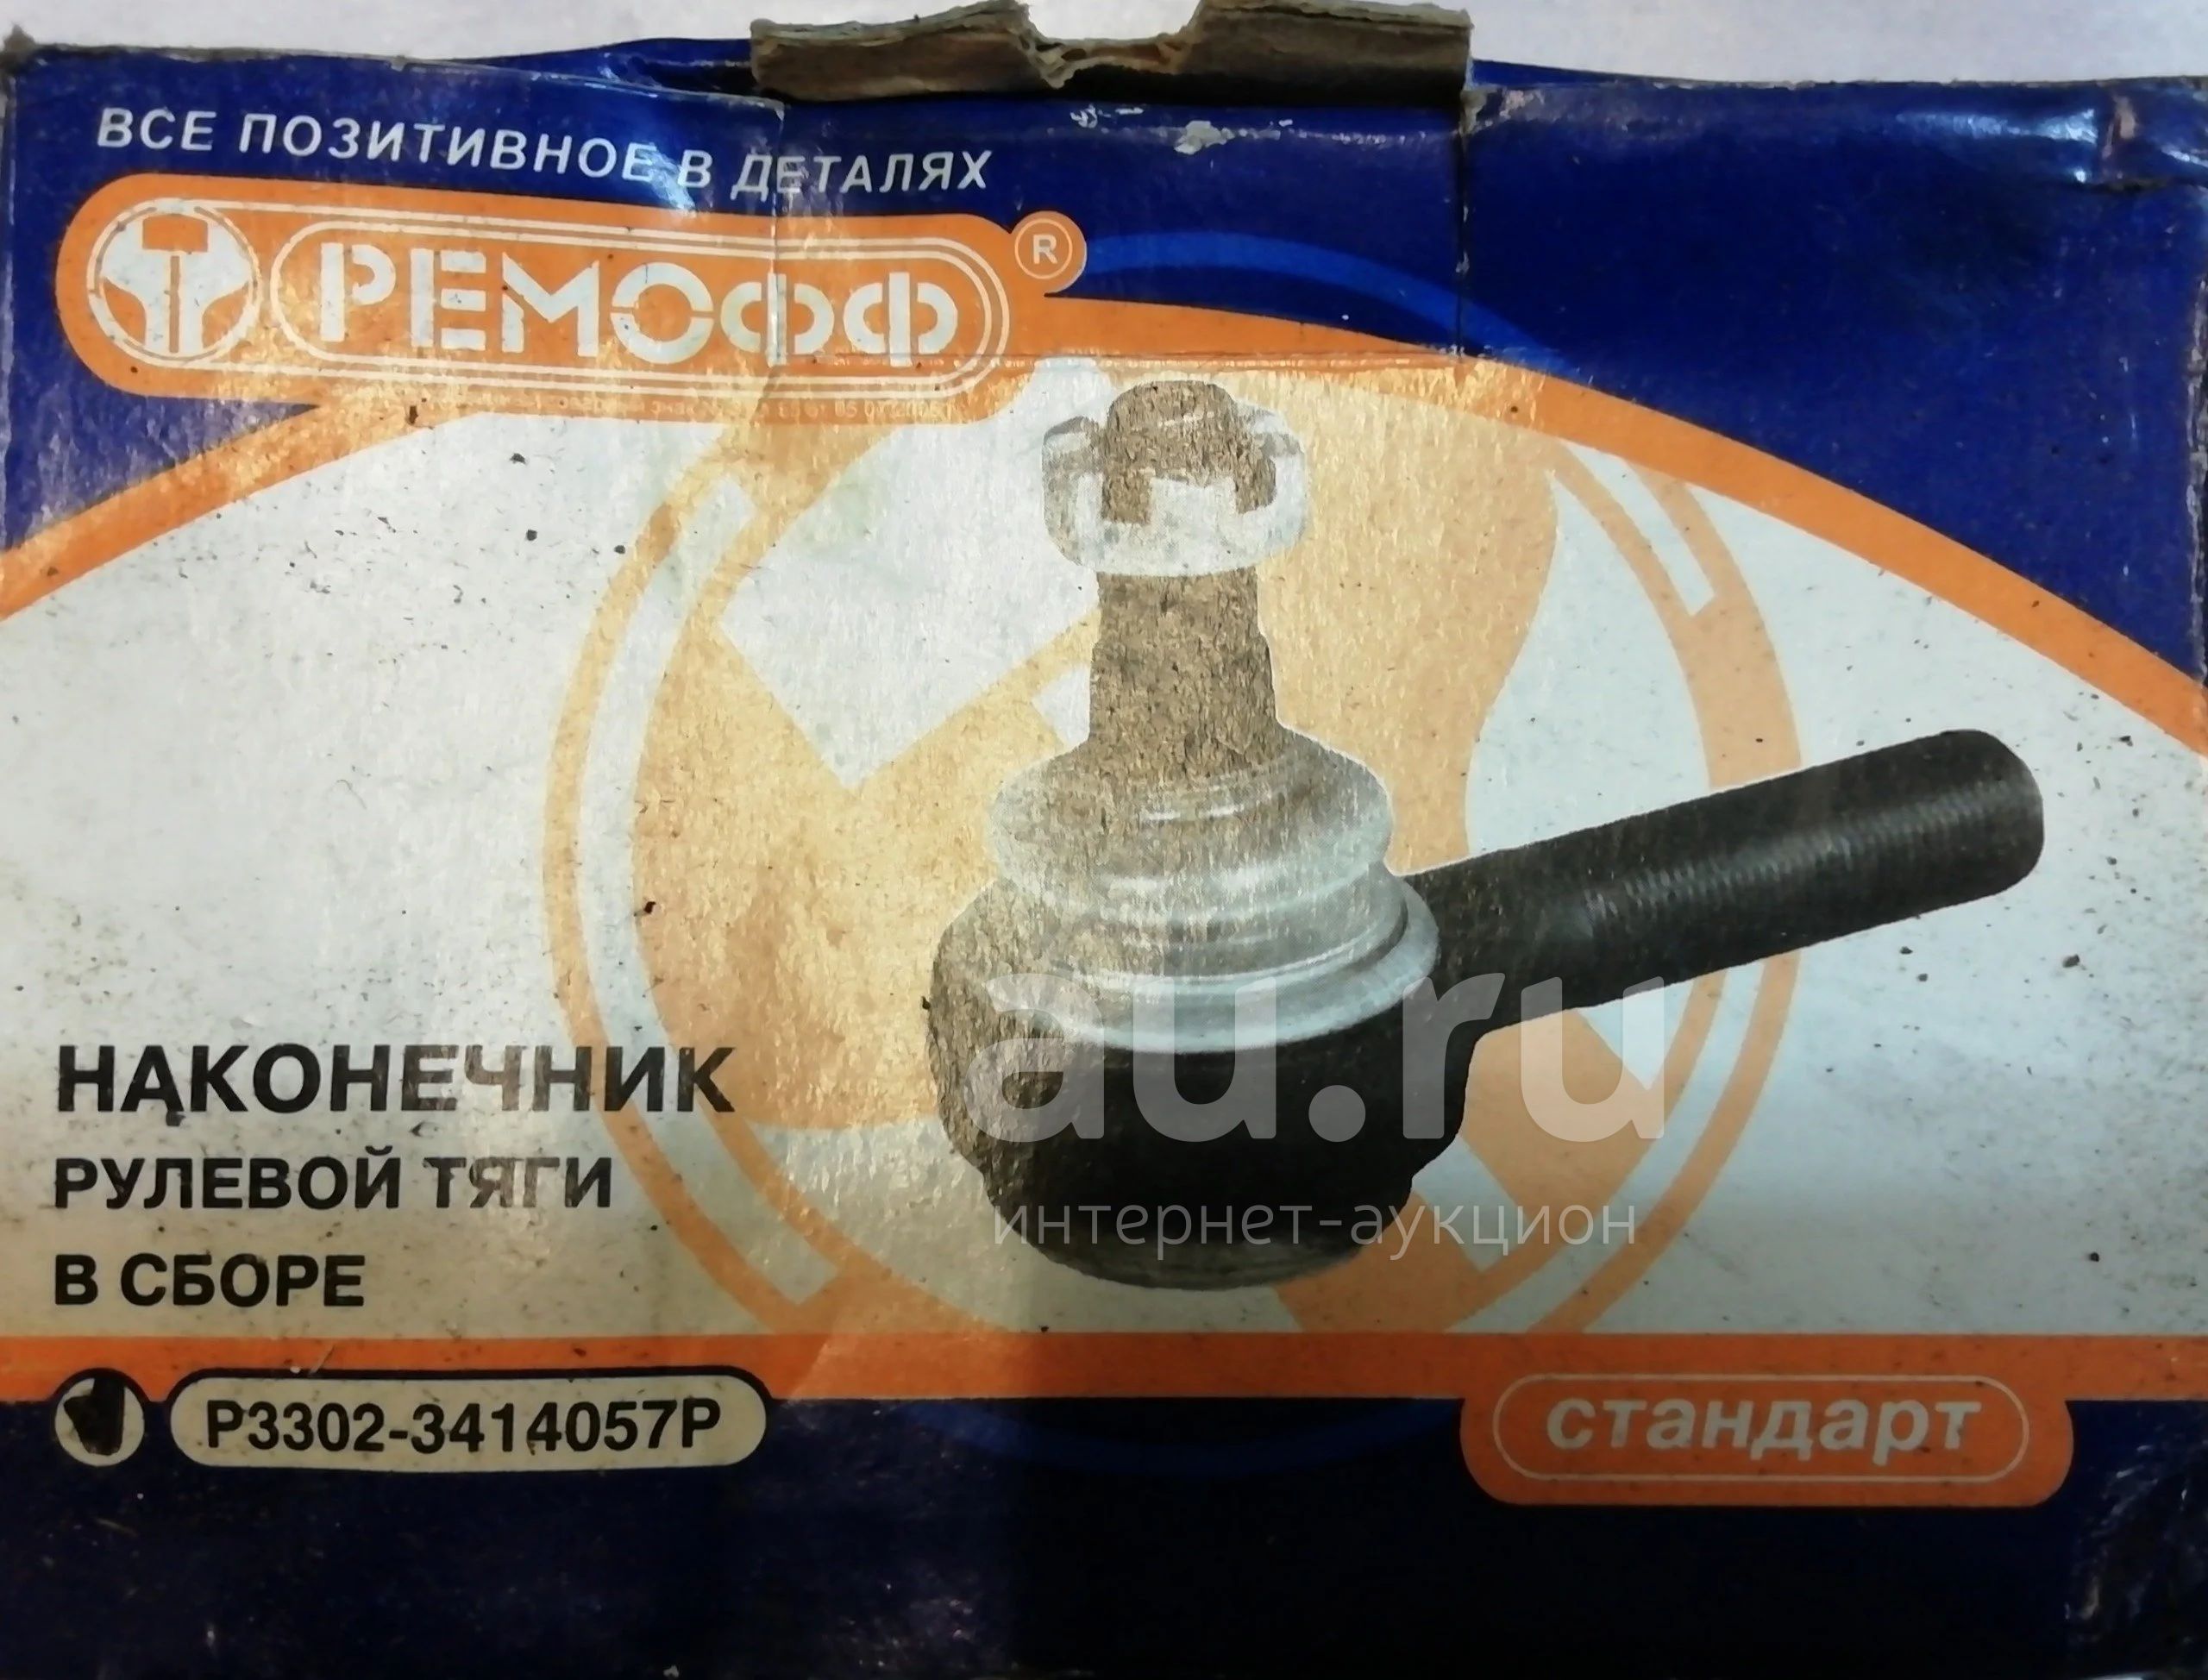 ВСЕ ПОЗИТИВНОЕ В ДЕТАЛЯХ
РЕМОФФ ®
НАКОНЕЧНИК
РУЛЕВОЙ ТЯГИ
В СБОРЕ
au.ru
интернет-аукцион
Р3302-3414057Р
стандарт